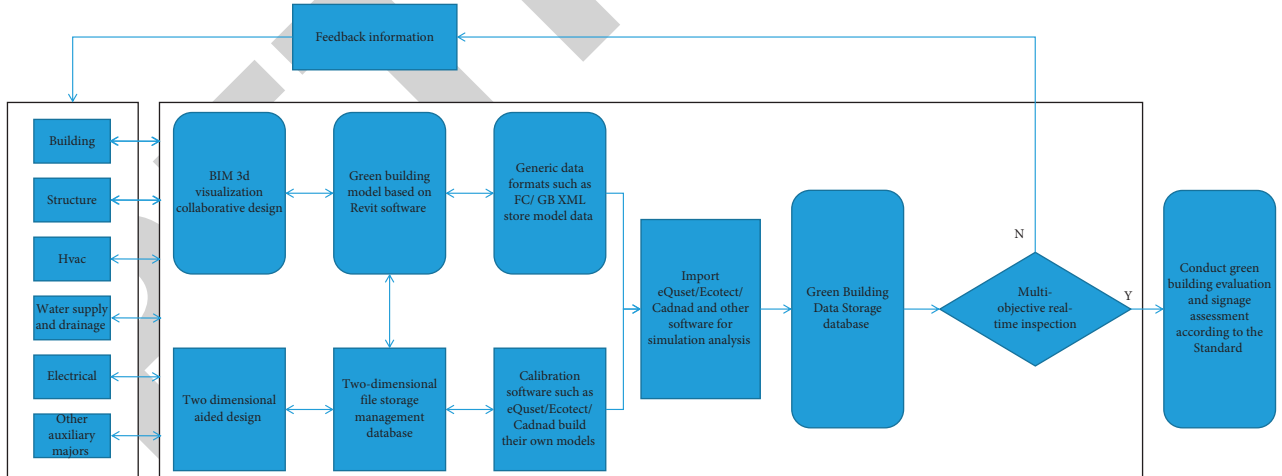 Feedback information
Building
Structure
Hvac
Water supply
and drainage
Electrical
Other
auxiliary
majors
BIM 3d
visualization
collaborative
design
Green building
model based on
Revit software
Generic data
formats such as
FC/ GB XML
store model data
Two dimensional
aided design
Two-dimensional
file storage
management
database
Calibration
software such as
eQuset/Ecotect/
Cadnad build
their own models
Import
eQuset/Ecotect/
Cadnad and other
software for
simulation analysis
Green Building
Data Storage
database
N
Multi-
objective real-
time inspection
Y
Conduct green
building evaluation
and signage
assessment
according to the
Standard